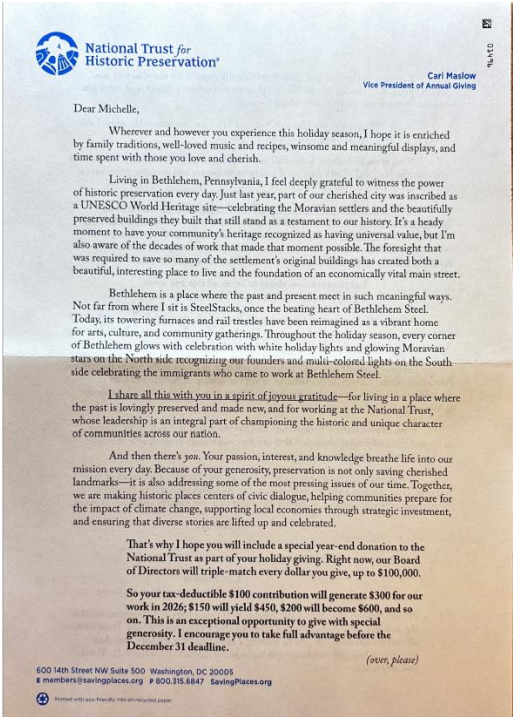 National Trust for
Historic Preservation®
Cari Maslow
Vice President of Annual Giving
Dear Michelle,
Wherever and however you experience this holiday season, I hope it is enriched
by family traditions, well-loved music and recipes, winsome and meaningful displays, and
time spent with those you love and cherish.
Living in Bethlehem, Pennsylvania, I feel deeply grateful to witness the power
of historic preservation every day. Just last year, part of our cherished city was inscribed as
a UNESCO World Heritage site—celebrating the Moravian settlers and the beautifully
preserved buildings they built that still stand as a testament to our history. It's a heady
moment to have your community's heritage recognized as having universal value, but I'm
also aware of the decades of work that made that moment possible. The foresight that
was required to save so many of the settlement's original buildings has created both a
beautiful, interesting place to live and the foundation of an economically vital main street.
Bethlehem is a place where the past and present meet in such meaningful ways.
Not far from where I sit is SteelStacks, once the beating heart of Bethlehem Steel.
Today, its towering furnaces and rail trestles have been reimagined as a vibrant home
for arts, culture, and community gatherings. Throughout the holiday season, every corner
of Bethlehem glows with celebration with white holiday lights and glowing Moravian
stars on the North side recognizing our founders and multi-colored lights on the South
side celebrating the immigrants who came to work at Bethlehem Steel.
I share all this with you in a spirit of joyous gratitude—for living in a place where
the past is lovingly preserved and made new, and for working at the National Trust,
whose leadership is an integral part of championing the historic and unique character
of communities across our nation.
And then there's you. Your passion, interest, and knowledge breathe life into our
mission every day. Because of your generosity, preservation is not only saving cherished
landmarks—it is also addressing some of the most pressing issues of our time. Together,
we are making historic places centers of civic dialogue, helping communities prepare for
the impact of climate change, supporting local economies through strategic investment,
and ensuring that diverse stories are lifted up and celebrated.
That's why I hope you will include a special year-end donation to the
National Trust as part of your holiday giving. Right now, our Board
of Directors will triple-match every dollar you give, up to $100,000.
So your tax-deductible $100 contribution will generate $300 for our
work in 2026; $150 will yield $450, $200 will become $600, and so
on. This is an exceptional opportunity to give with special
generosity. I encourage you to take full advantage before the
December 31 deadline.
(over, please)
600 14th Street NW Suite 500 Washington, DC 20005
E members@savingplaces.org P 800.315.6847 SavingPlaces.org
Printed with eco-friendly inks on recycled paper